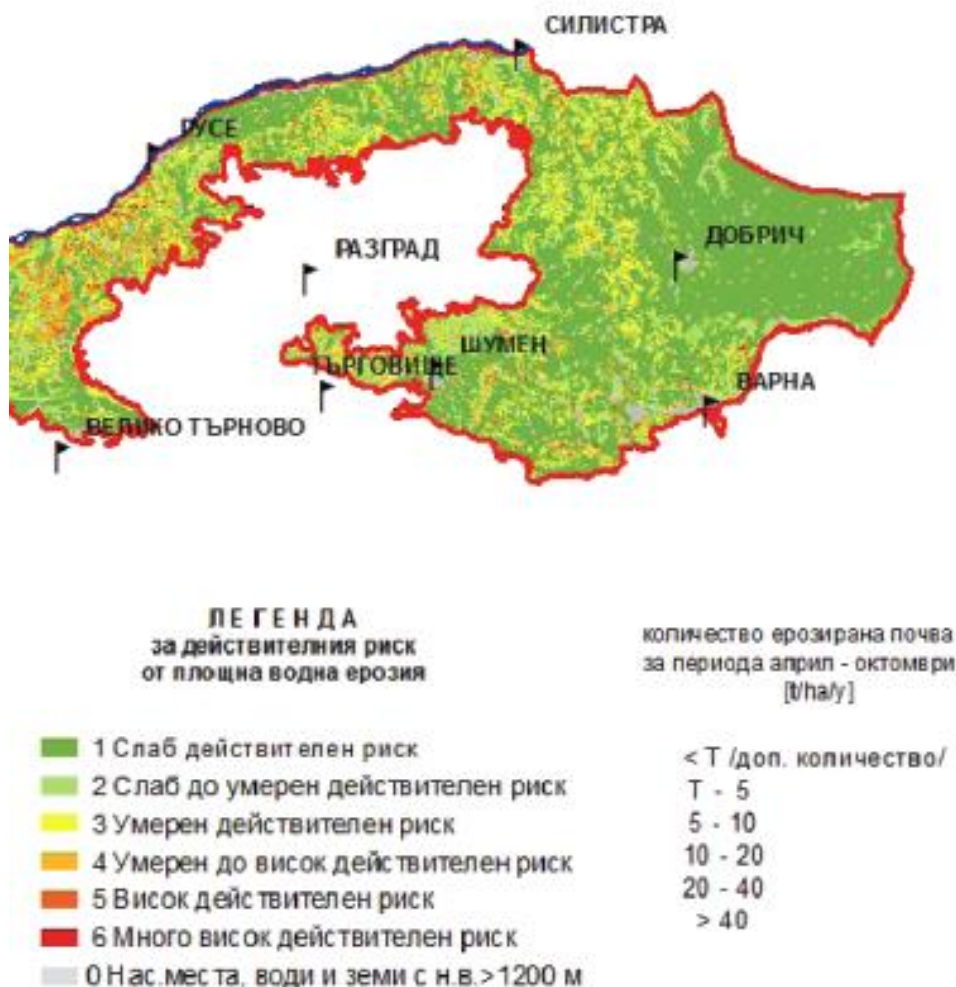 СИЛИСТРА
РУСЕ
РАЗГРАД
ДОБРИЧ
ШУМЕН
ТЪРГОВИЩЕ
ВАРНА
ВЕЛИКО ТЪРНОВО
ЛЕГЕНДА
за действителния риск
от площна водна ерозия
количество ерозирана почва
за периода април - октомври
[t/ha/y]
1 Слаб действителен риск
2 Слаб до умерен действителен риск
3 Умерен действителен риск
4 Умерен до висок действителен риск
5 Висок действителен риск
6 Много висок действителен риск
0 Нас.места, води и земи с н.в.>1200 м
< Т /доп. количество/
Т - 5
5 - 10
10 - 20
20 - 40
> 40